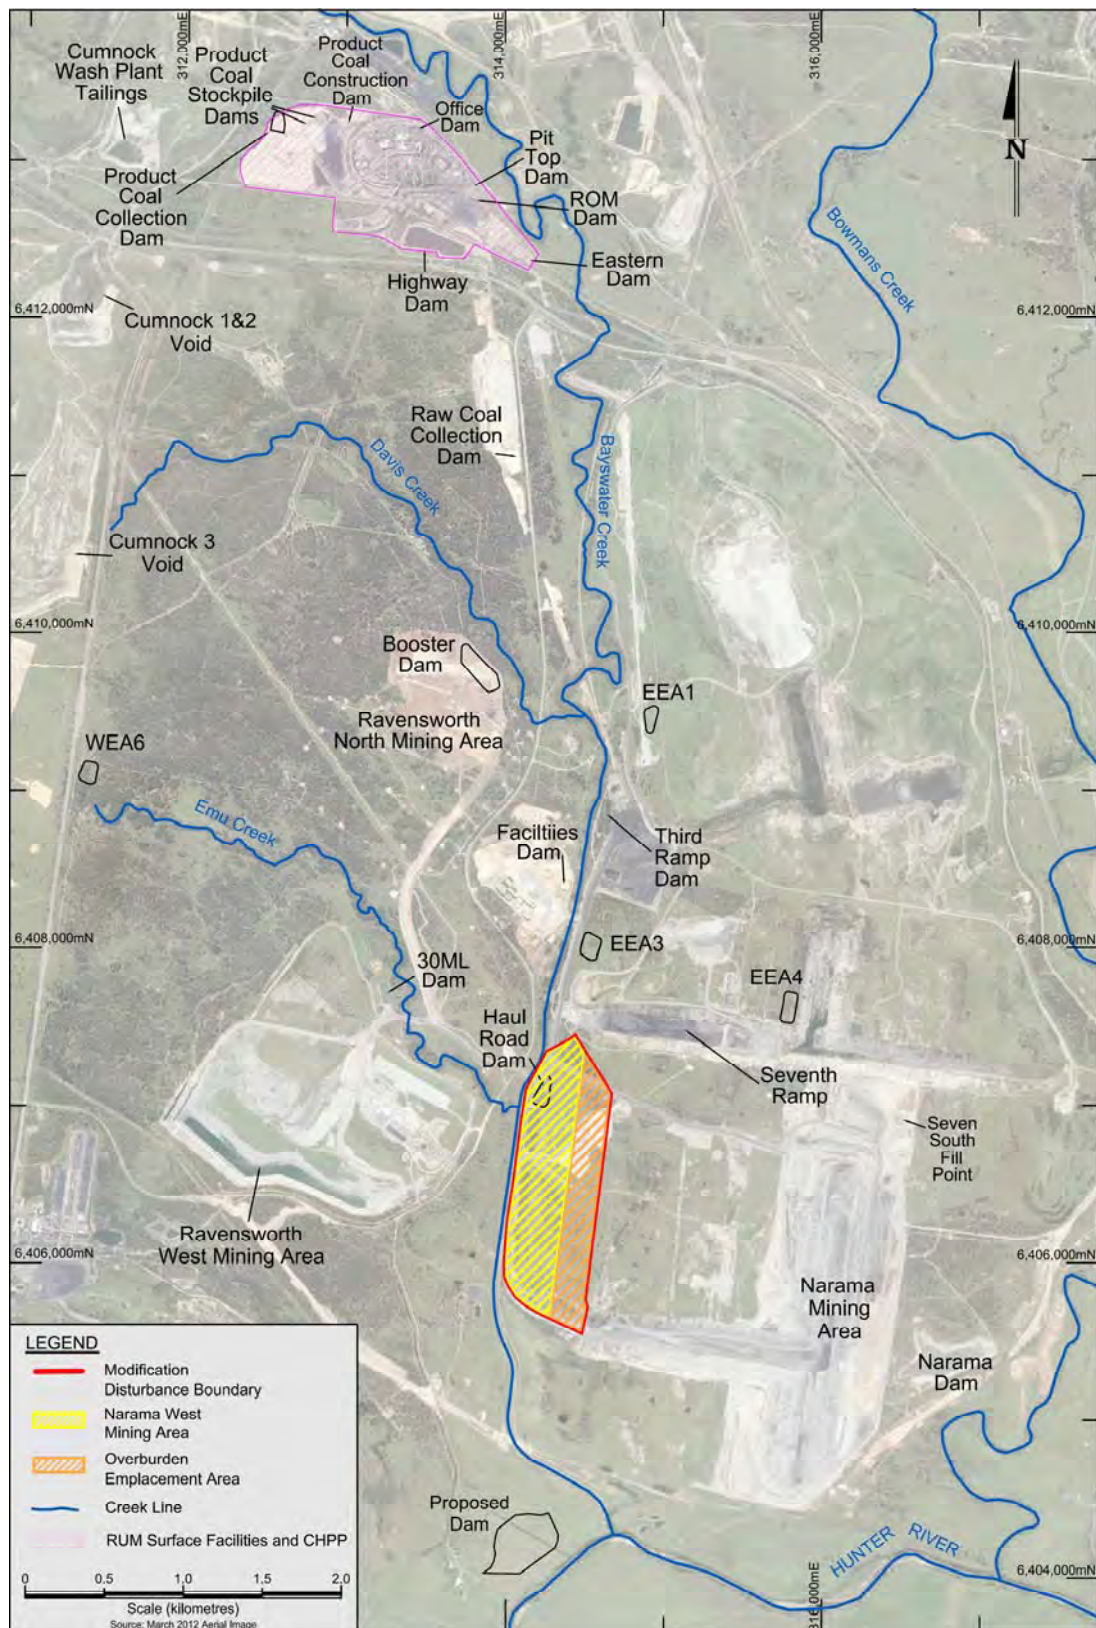 312,000mE
314,000mE
316,000mE
Cumnock
Wash Plant
Tailings
Product
Coal
Stockpile
Dams
Product
Coal
Construction
Dam
Office
Dam
Pit
Top
Dam
ROM
Dam
Product
Coal
Collection
Dam
Eastern
Dam
Highway
Dam
N
Bowmans Creek
6,412,000mN
6,412,000mN
Cumnock 1&2
Void
Raw Coal
Collection
Dam
Davis Creek
Bayswater Creek
Cumnock 3
Void
6,410,000mN
6,410,000mN
Booster
Dam
EEA1
Ravensworth
North Mining Area
WEA6
Emu Creek
Faciltiies
Dam
Third
Ramp
Dam
6,408,000mN
6,408,000mN
EEA3
30ML
Dam
EEA4
Haul
Road
Dam
Seventh
Ramp
Seven
South
Fill
Point
Ravensworth
West Mining Area
6,406,000mN
6,406,000mN
Narama
Mining
Area
Narama
Dam
Proposed
Dam
HUNTER RIVER
6,404,000mN
316,000mE
LEGEND
Modification
Disturbance Boundary
Narama West
Mining Area
Overburden
Emplacement Area
Creek Line
RUM Surface Facilities and CHPP
0 0.5 1.0 1.5 2.0
Scale (kilometres)
Source: March 2012 Aerial Image